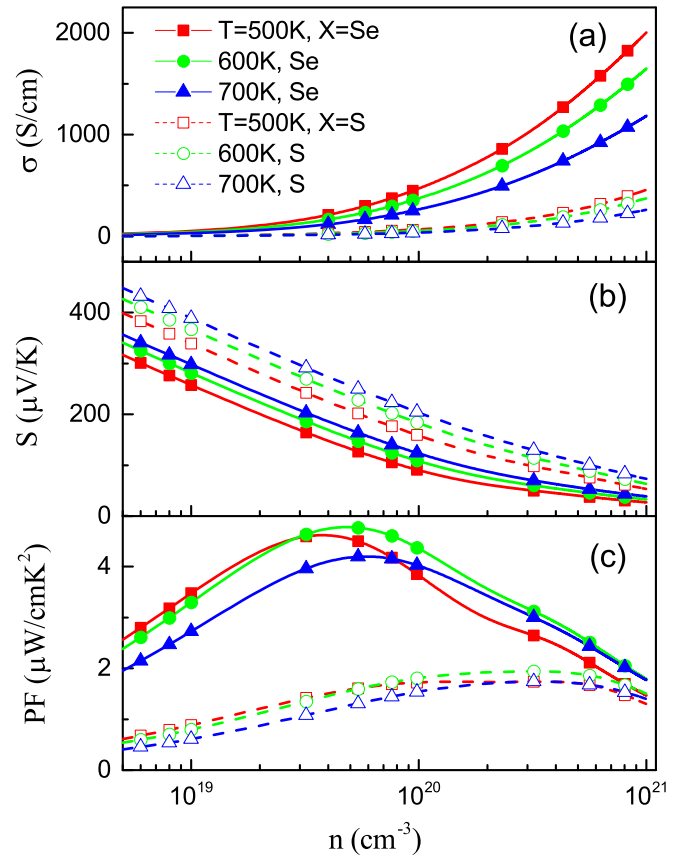 2000
1000
0
σ (S/cm)
T=500K, X=Se
600K, Se
700K, Se
T=500K, X=S
600K, S
700K, S
(a)
400
200
0
S (μV/K)
(b)
4
2
0
PF (μW/cmK²)
(c)
10¹⁹
10²⁰
10²¹
n (cm⁻³)